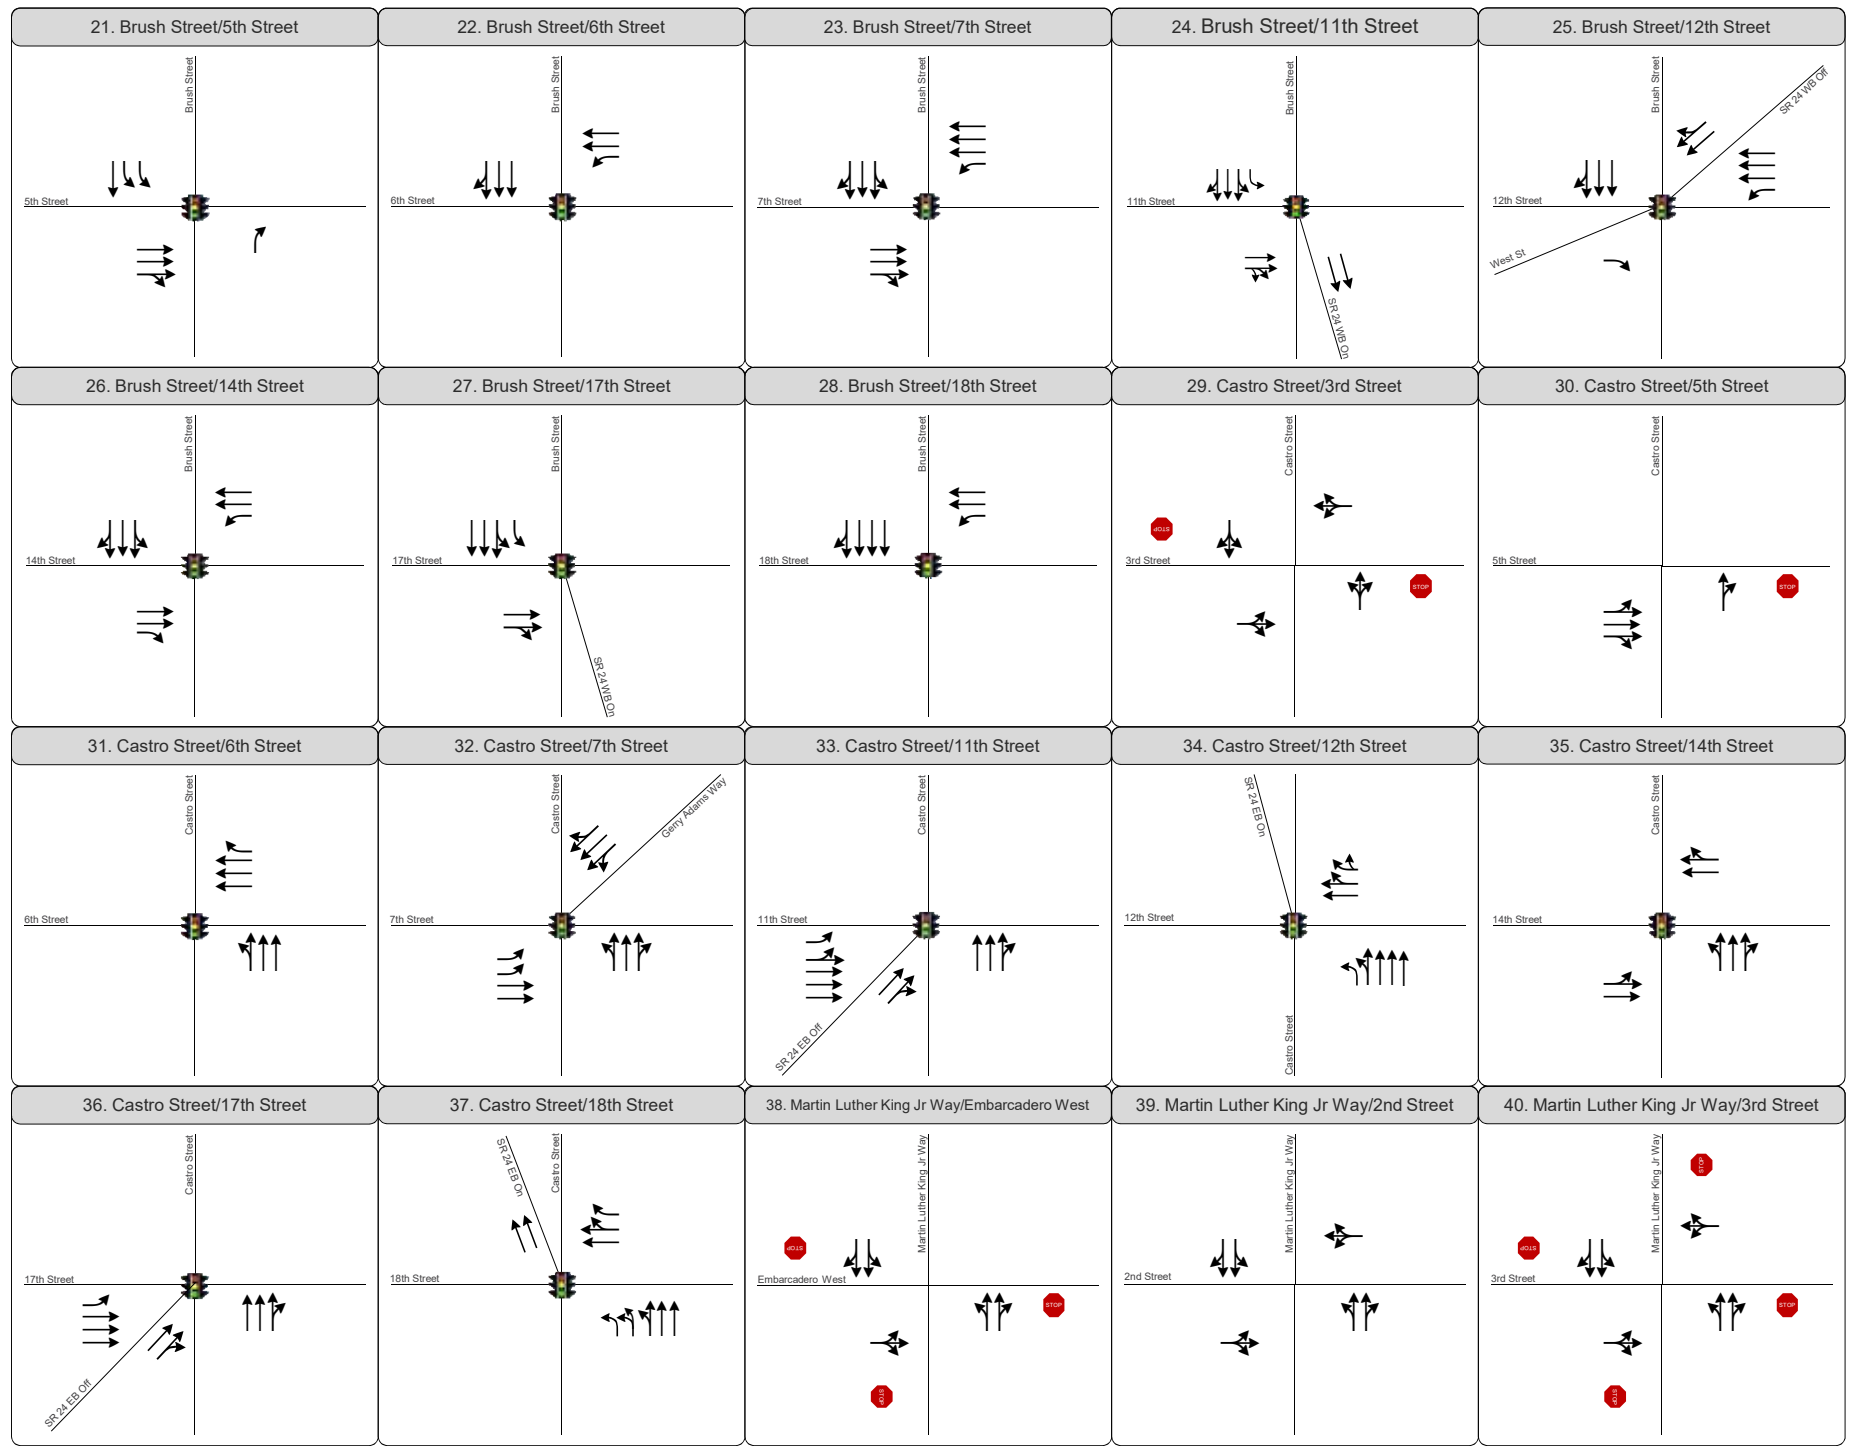 21. Brush Street/5th Street
Brush Street
5th Street
22. Brush Street/6th Street
Brush Street
6th Street
23. Brush Street/7th Street
Brush Street
7th Street
24. Brush Street/11th Street
Brush Street
11th Street
SR 24 WB On
25. Brush Street/12th Street
Brush Street
SR 24 WB Off
12th Street
West St
26. Brush Street/14th Street
Brush Street
14th Street
27. Brush Street/17th Street
Brush Street
17th Street
SR 24 WB On
28. Brush Street/18th Street
Brush Street
18th Street
29. Castro Street/3rd Street
Castro Street
STOP
3rd Street
STOP
30. Castro Street/5th Street
Castro Street
5th Street
STOP
31. Castro Street/6th Street
Castro Street
6th Street
32. Castro Street/7th Street
Castro Street
Gerry Adams Way
7th Street
33. Castro Street/11th Street
Castro Street
11th Street
SR 24 EB Off
34. Castro Street/12th Street
SR 24 EB On
12th Street
Castro Street
35. Castro Street/14th Street
Castro Street
14th Street
36. Castro Street/17th Street
Castro Street
17th Street
SR 24 EB Off
37. Castro Street/18th Street
SR 24 EB On
Castro Street
18th Street
38. Martin Luther King Jr Way/Embarcadero West
Martin Luther King Jr Way
STOP
Embarcadero West
STOP
STOP
39. Martin Luther King Jr Way/2nd Street
Martin Luther King Jr Way
2nd Street
40. Martin Luther King Jr Way/3rd Street
Martin Luther King Jr Way
STOP
STOP
3rd Street
STOP
STOP